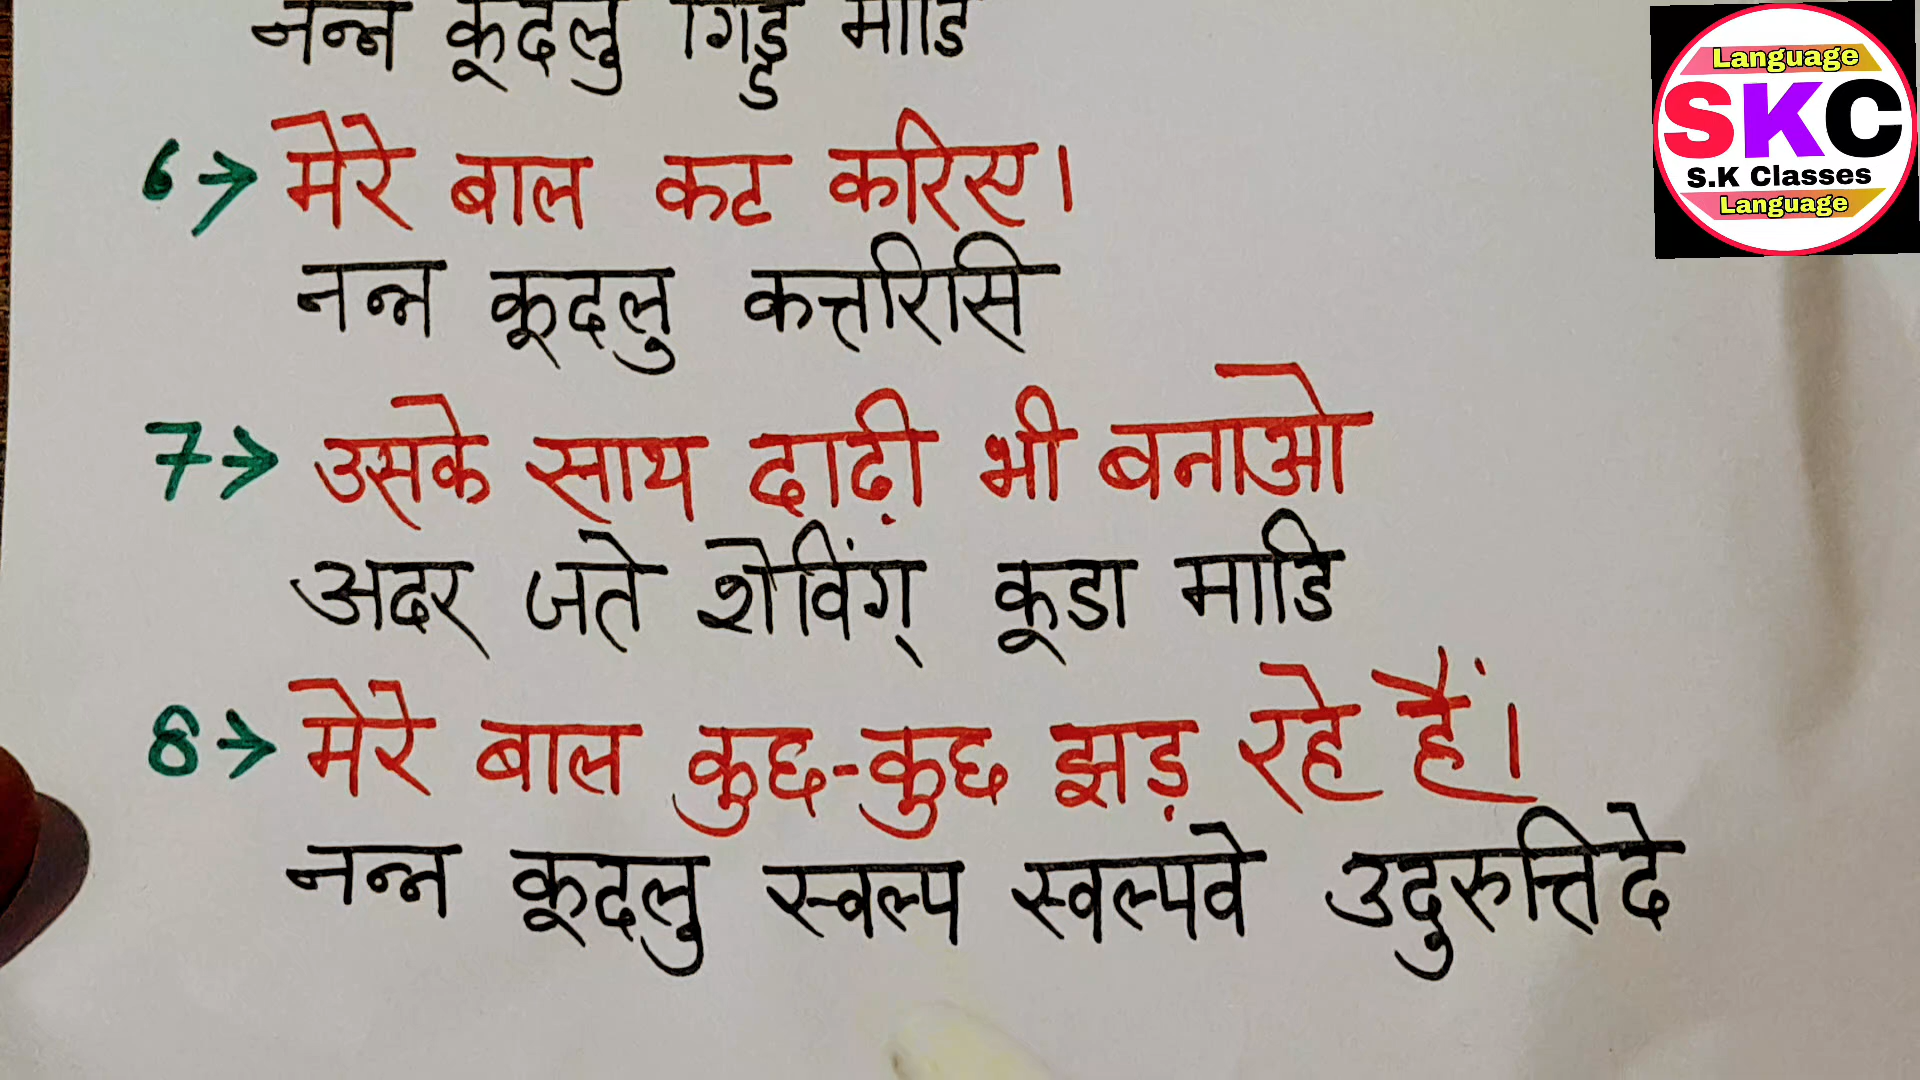 नन्न कूदलु गिड्ड माडि
6→ मेरे बाल कट करिए।
नन्न कूदलु कत्तरिसि
7→ उसके साथ दाढ़ी भी बनाओ
अदर जते शेविंग् कूडा माडि
8→ मेरे बाल कुछ-कुछ झड़ रहे हैं।
नन्न कूदलु स्वल्प स्वल्पवे उदुरुत्तिदे
Language
SKC
S.K Classes
Language